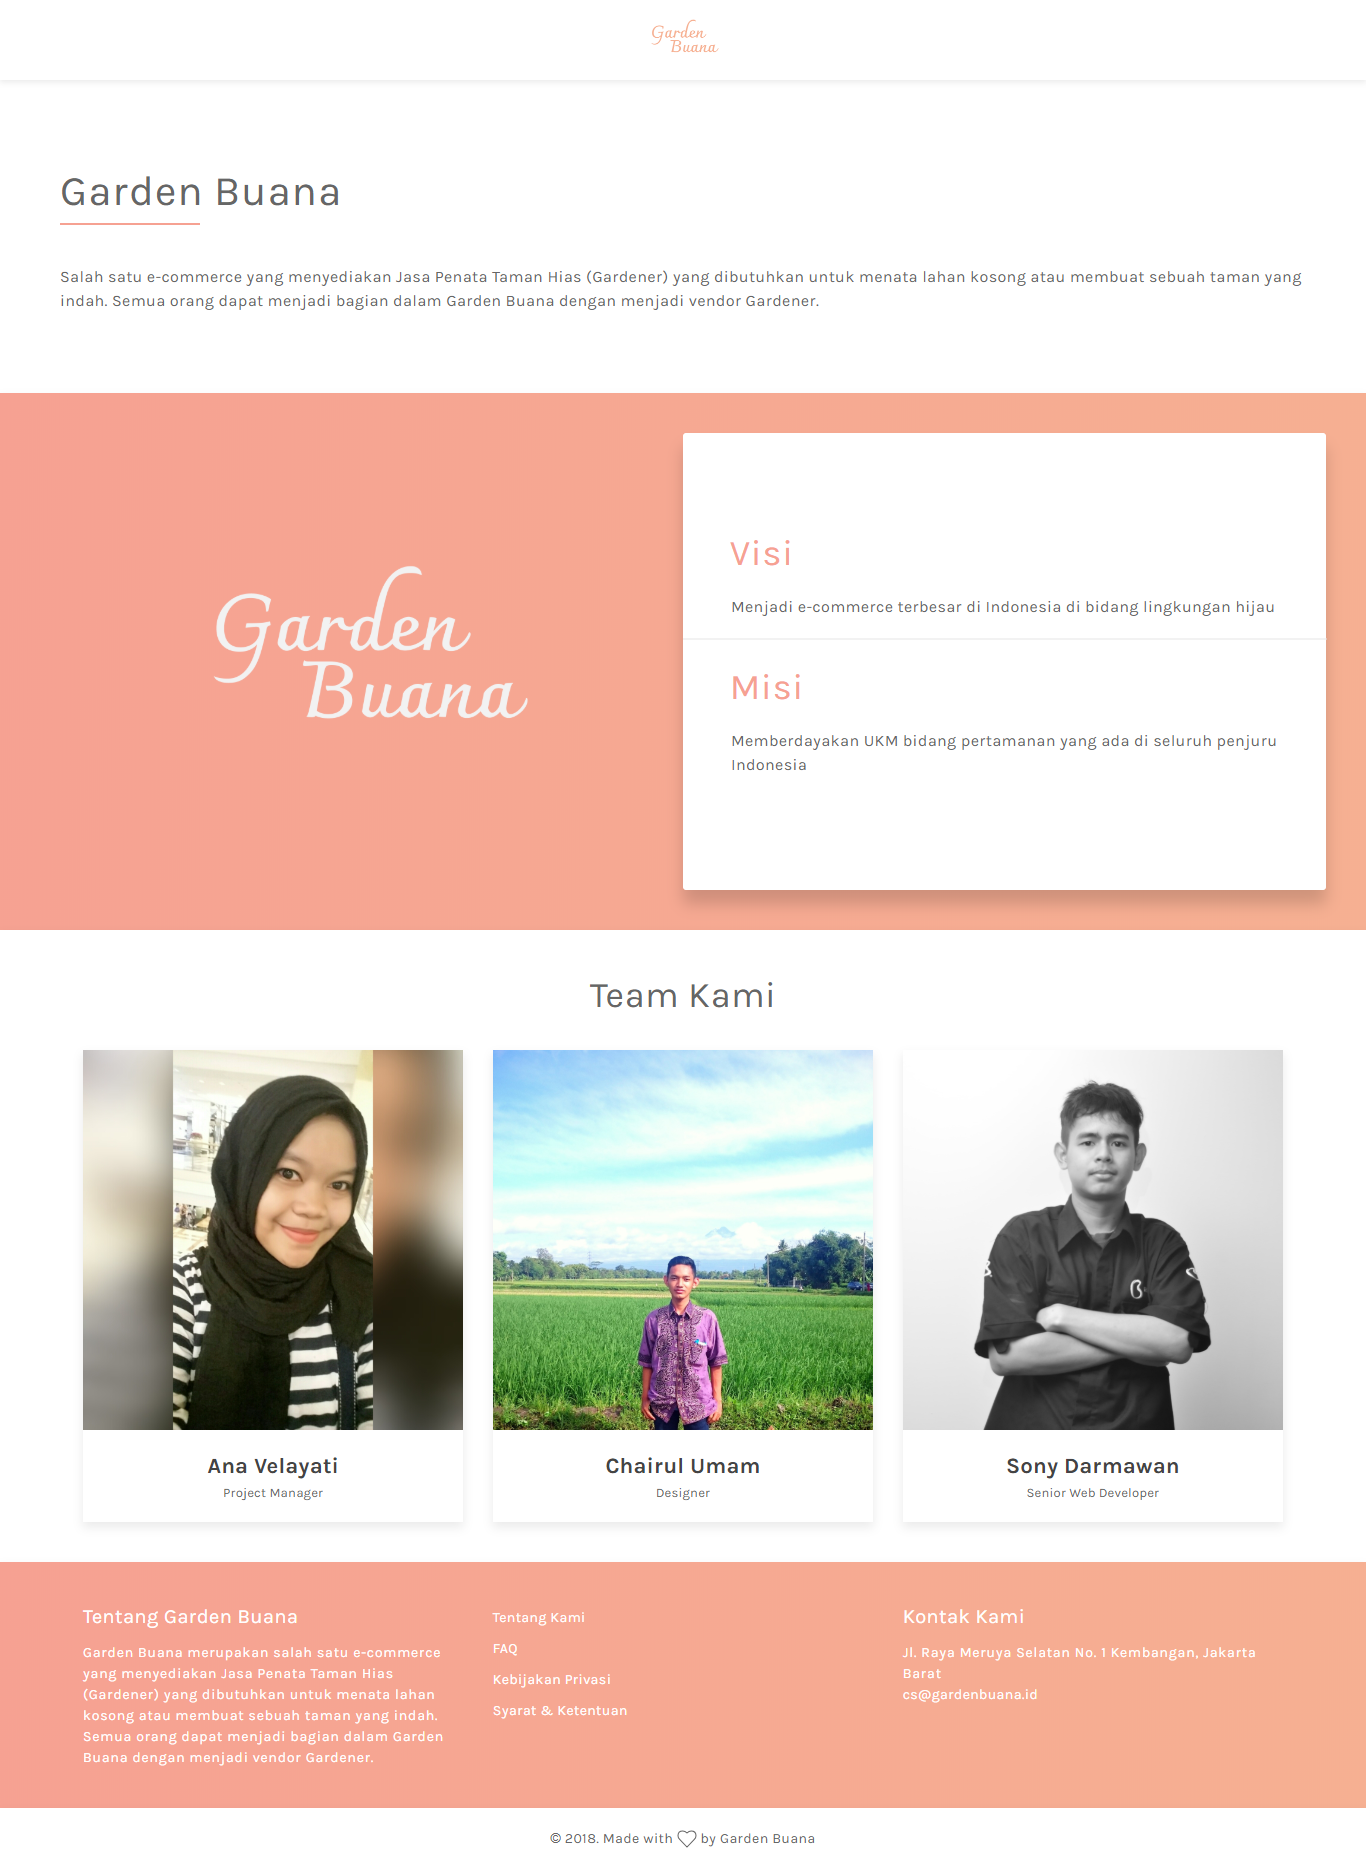 Garden
Buana
Garden Buana
Salah satu e-commerce yang menyediakan Jasa Penata Taman Hias (Gardener) yang dibutuhkan untuk menata lahan kosong atau membuat sebuah taman yang
indah. Semua orang dapat menjadi bagian dalam Garden Buana dengan menjadi vendor Gardener.
Garden
Buana
Visi
Menjadi e-commerce terbesar di Indonesia di bidang lingkungan hijau
Misi
Memberdayakan UKM bidang pertamanan yang ada di seluruh penjuru
Indonesia
Team Kami
Ana Velayati
Project Manager
Chairul Umam
Designer
Sony Darmawan
Senior Web Developer
Tentang Garden Buana
Garden Buana merupakan salah satu e-commerce
yang menyediakan Jasa Penata Taman Hias
(Gardener) yang dibutuhkan untuk menata lahan
kosong atau membuat sebuah taman yang indah.
Semua orang dapat menjadi bagian dalam Garden
Buana dengan menjadi vendor Gardener.
Tentang Kami
FAQ
Kebijakan Privasi
Syarat & Ketentuan
Kontak Kami
Jl. Raya Meruya Selatan No. 1 Kembangan, Jakarta
Barat
cs@gardenbuana.id
© 2018. Made with by Garden Buana